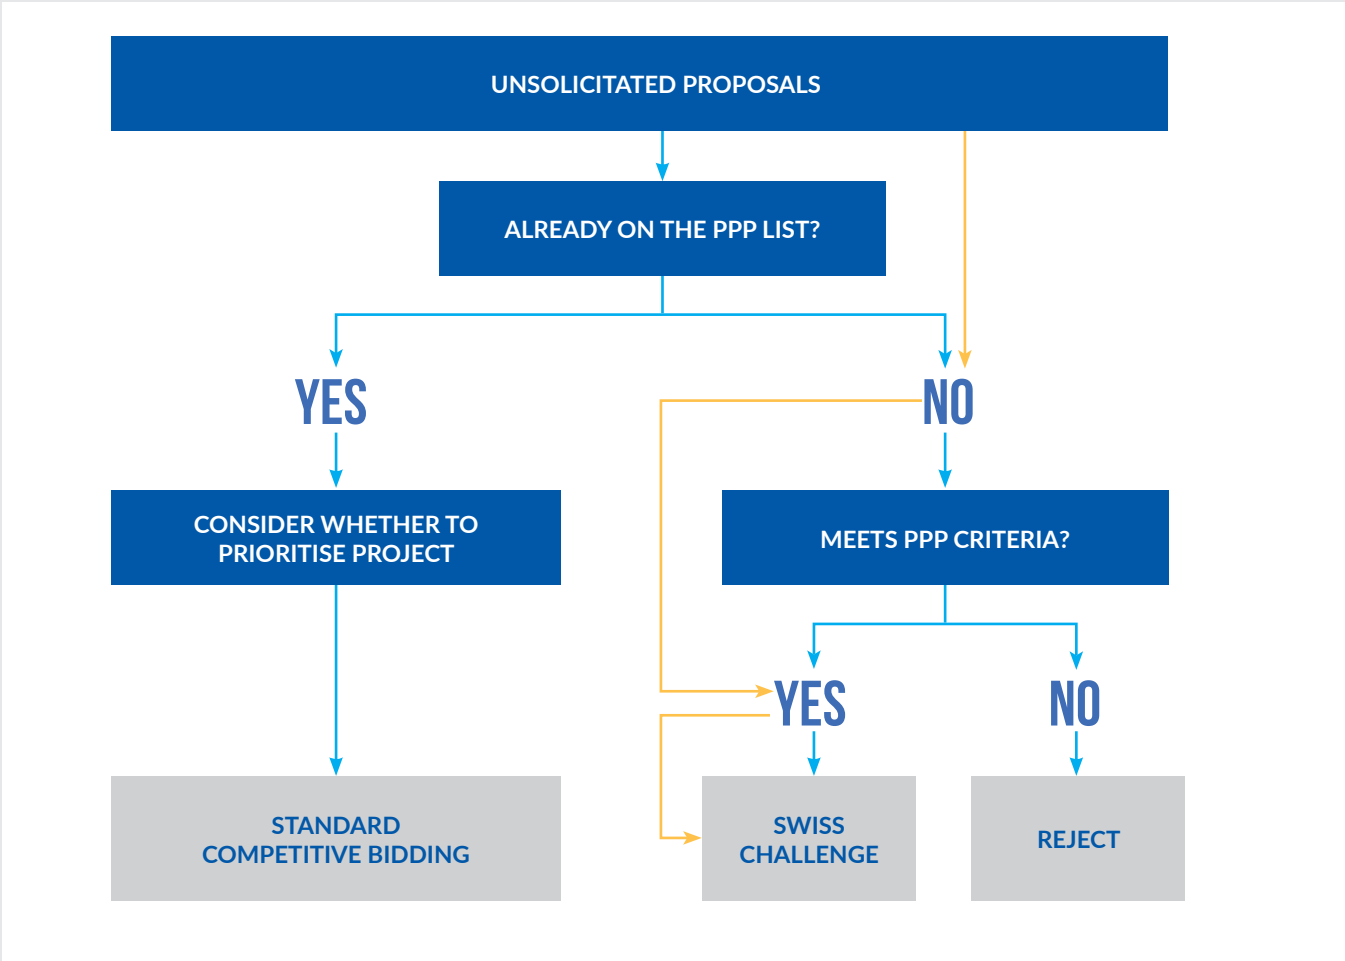 UNSOLICITATED PROPOSALS
ALREADY ON THE PPP LIST?
YES
NO
CONSIDER WHETHER TO
PRIORITISE PROJECT
MEETS PPP CRITERIA?
YES
NO
STANDARD
COMPETITIVE BIDDING
SWISS
CHALLENGE
REJECT